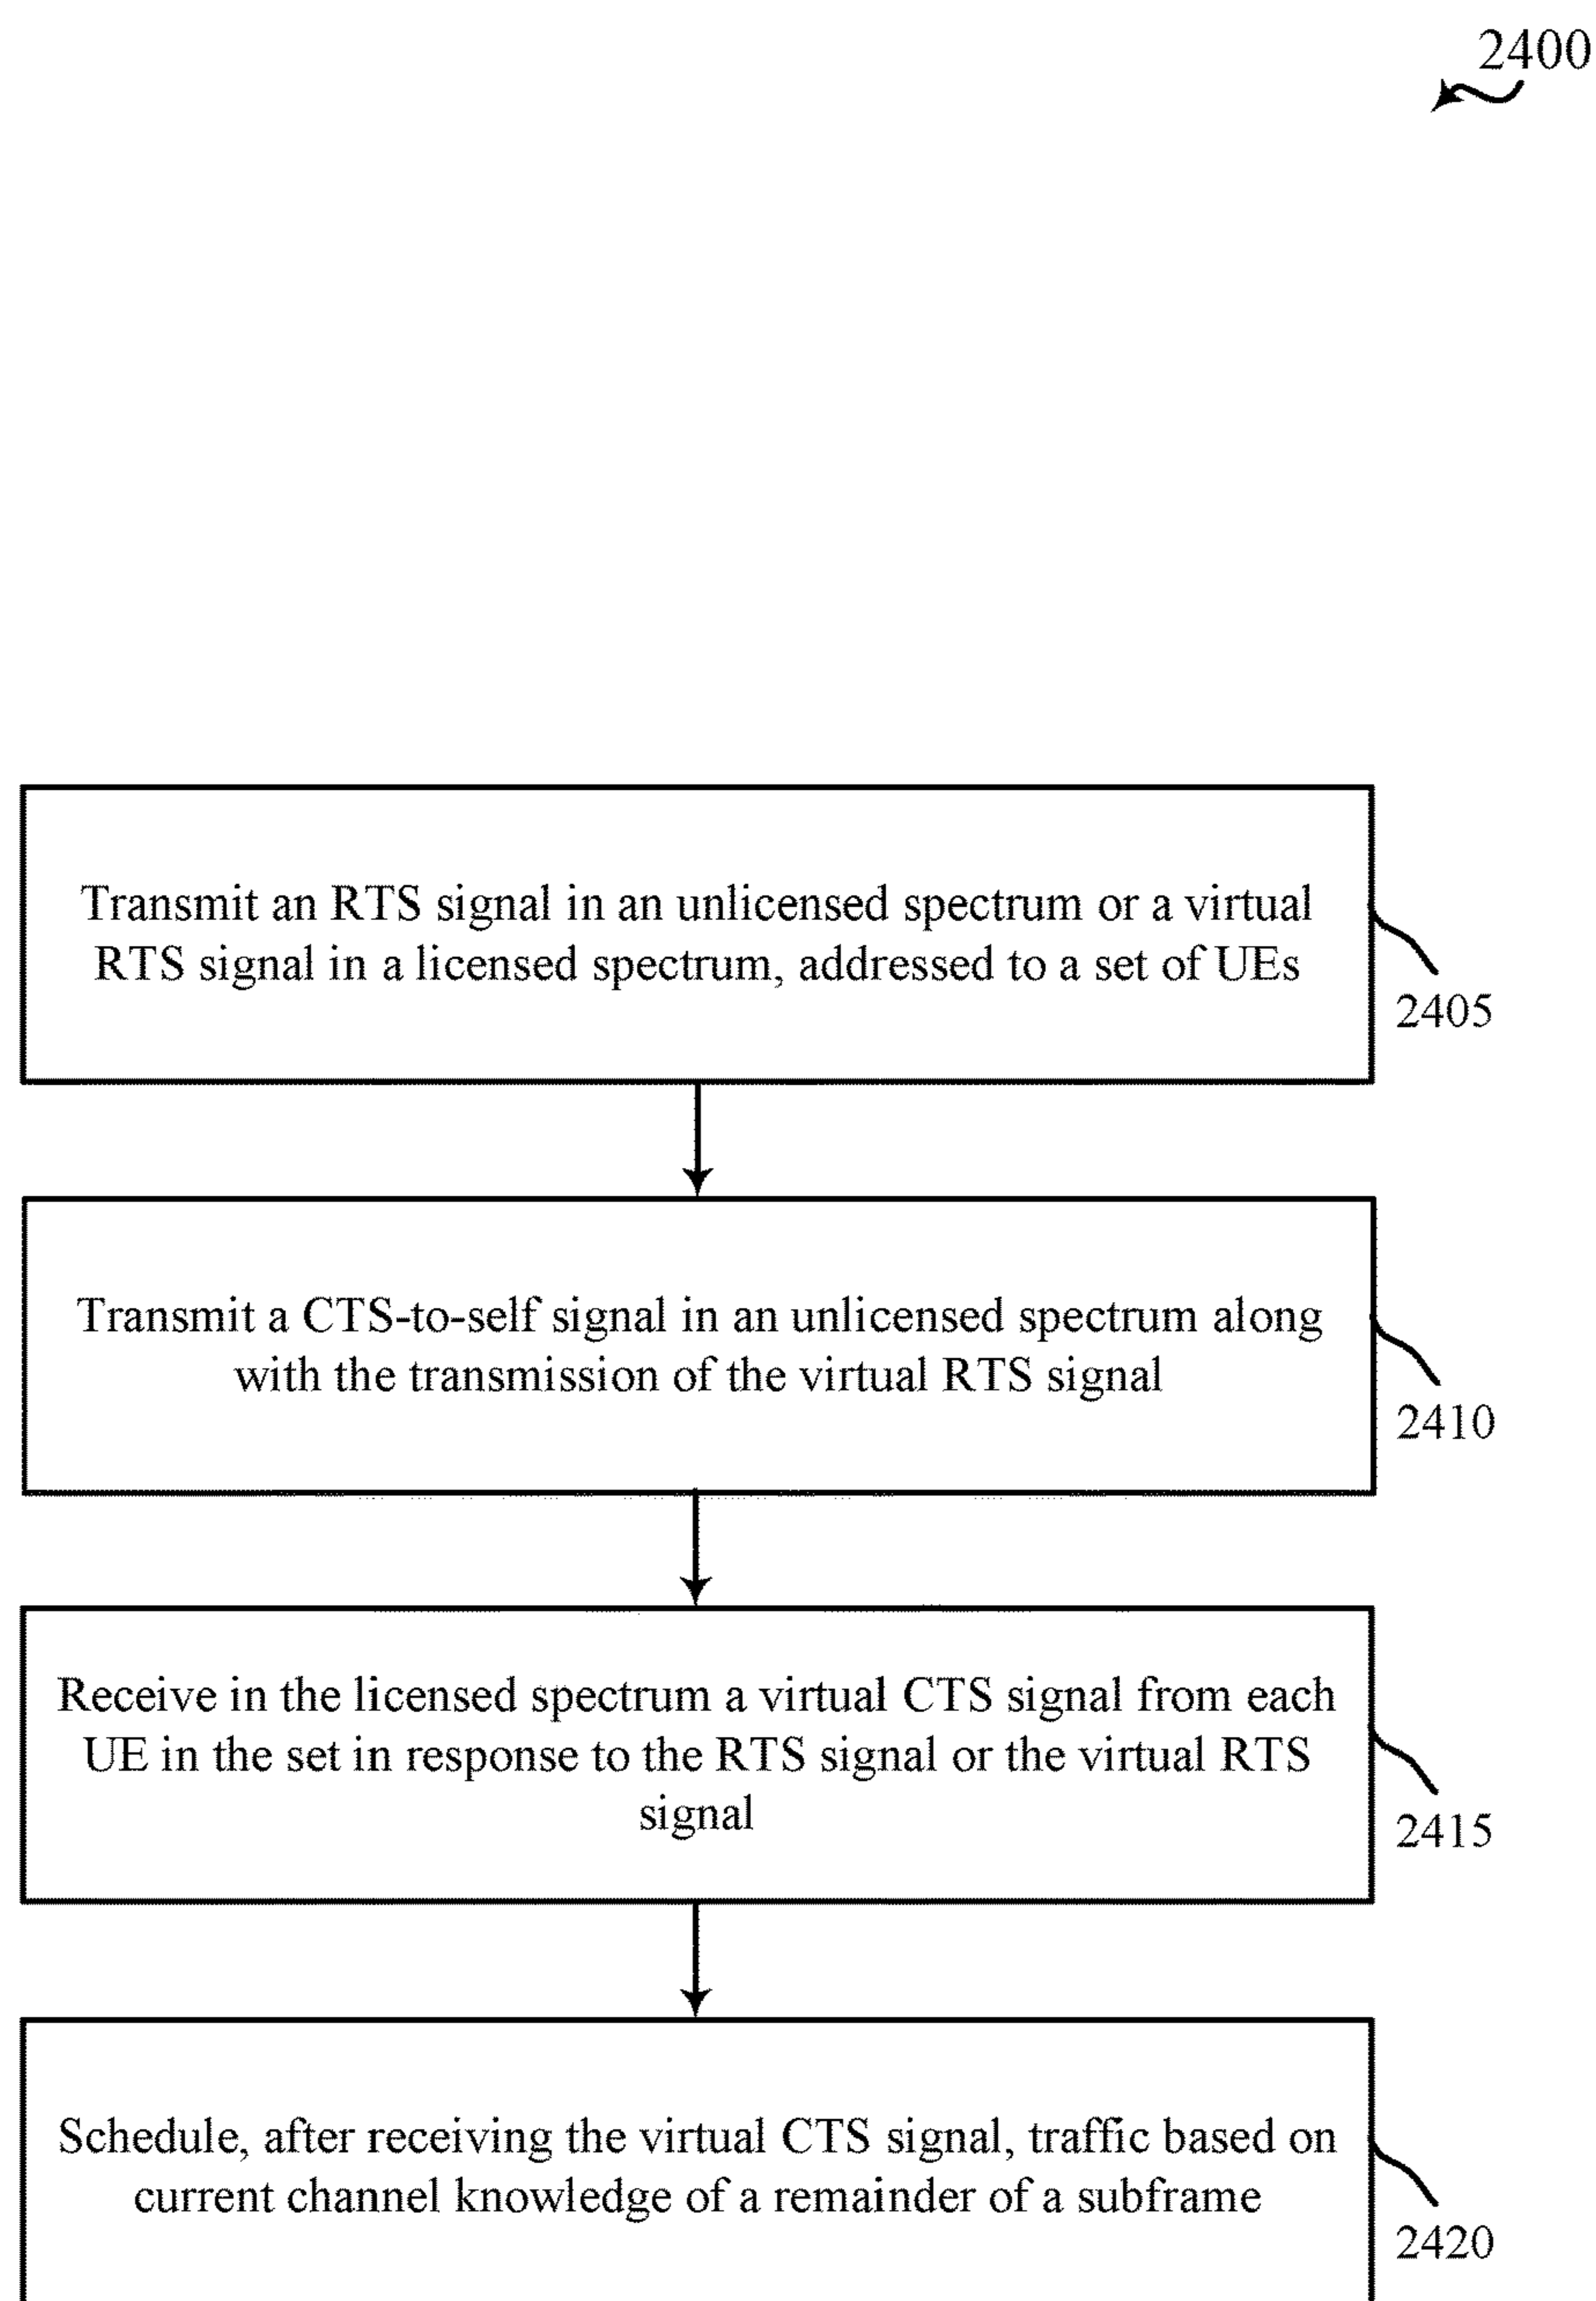 2400
Transmit an RTS signal in an unlicensed spectrum or a virtual
RTS signal in a licensed spectrum, addressed to a set of UEs
2405
Transmit a CTS-to-self signal in an unlicensed spectrum along
with the transmission of the virtual RTS signal
2410
Receive in the licensed spectrum a virtual CTS signal from each
UE in the set in response to the RTS signal or the virtual RTS
signal
2415
Schedule, after receiving the virtual CTS signal, traffic based on
current channel knowledge of a remainder of a subframe
2420